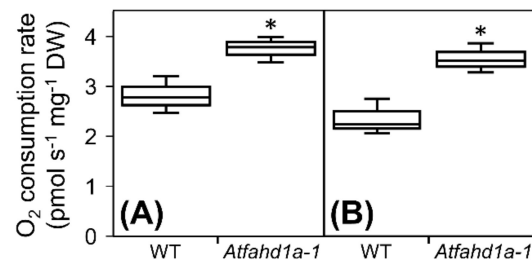 O₂ consumption rate
(pmol s⁻¹ mg⁻¹ DW)
4
3
2
1
0
*
*
(A)
(B)
WT
Atfahd1a-1
WT
Atfahd1a-1